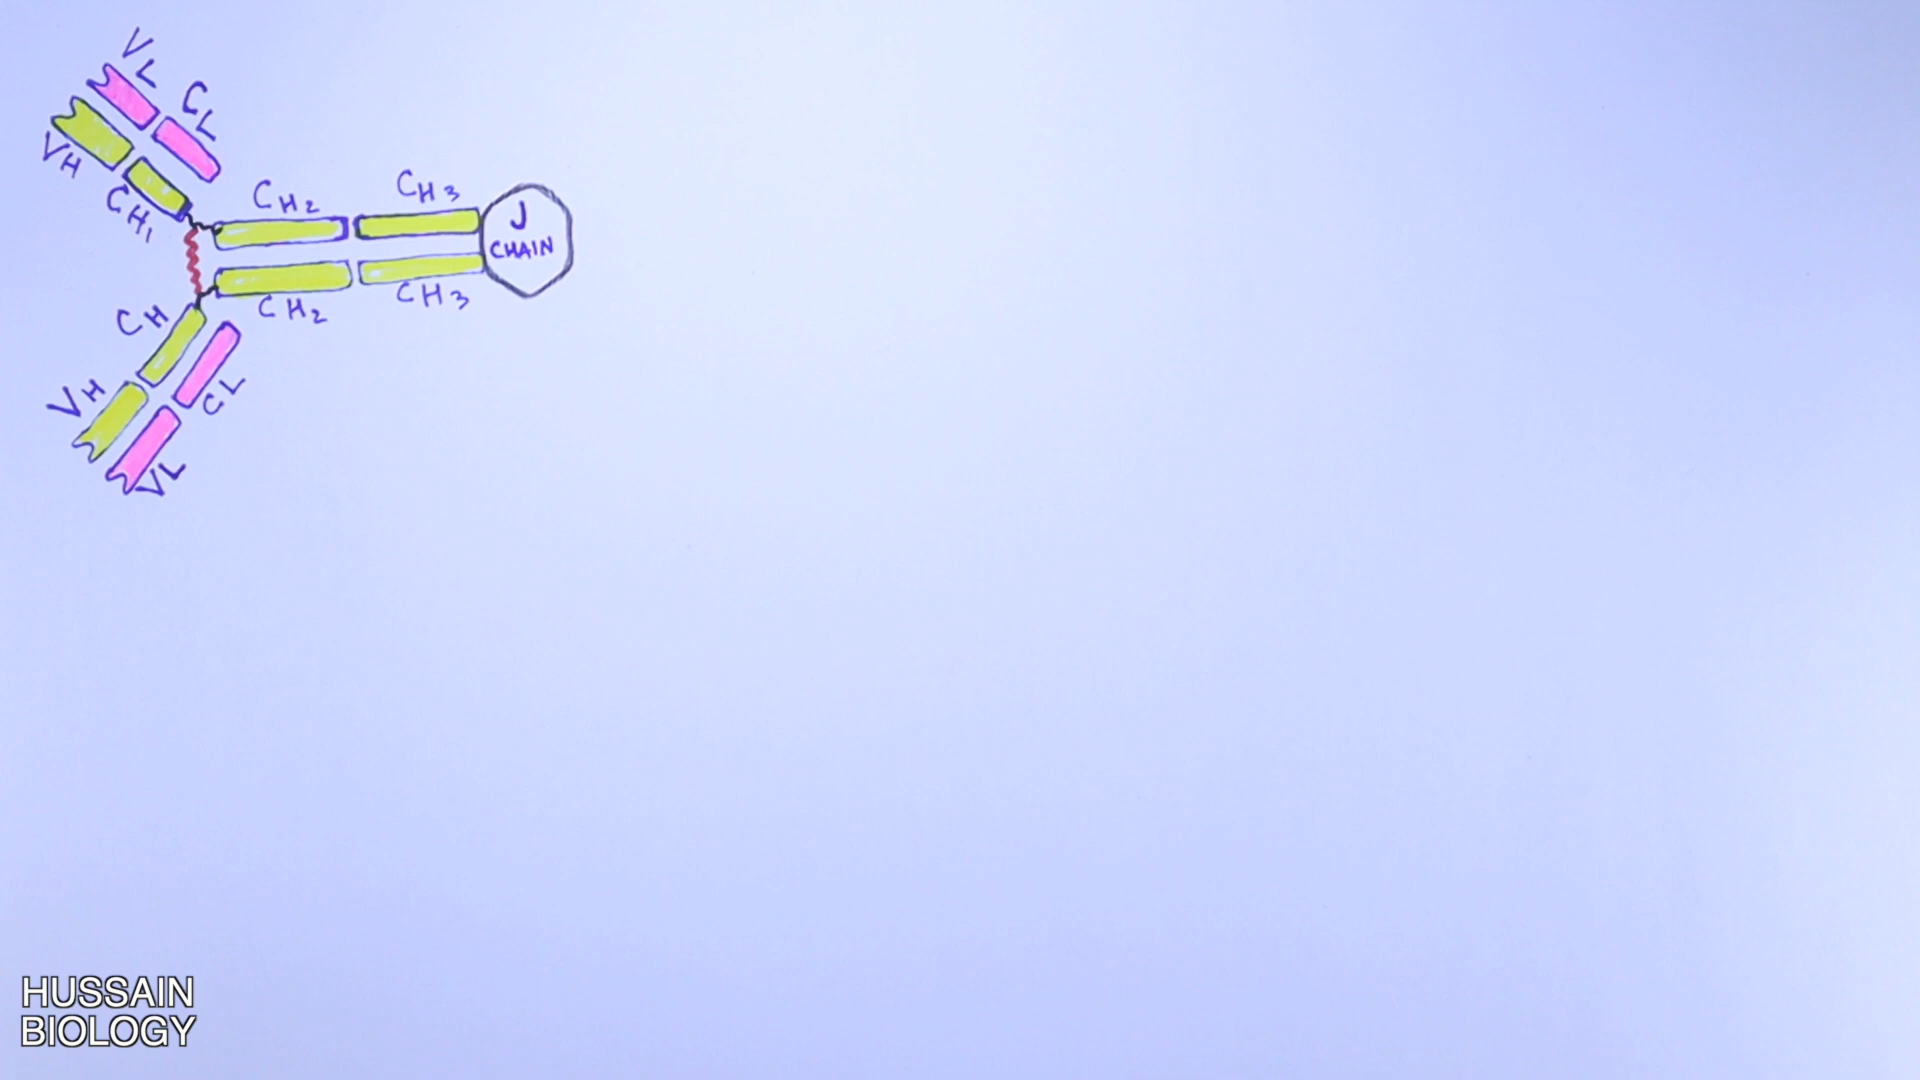 VL
CL
VH
CH1
CH2
CH3
J
CHAIN
CH2
CH3
CH
VH
CL
VL
HUSSAIN
BIOLOGY